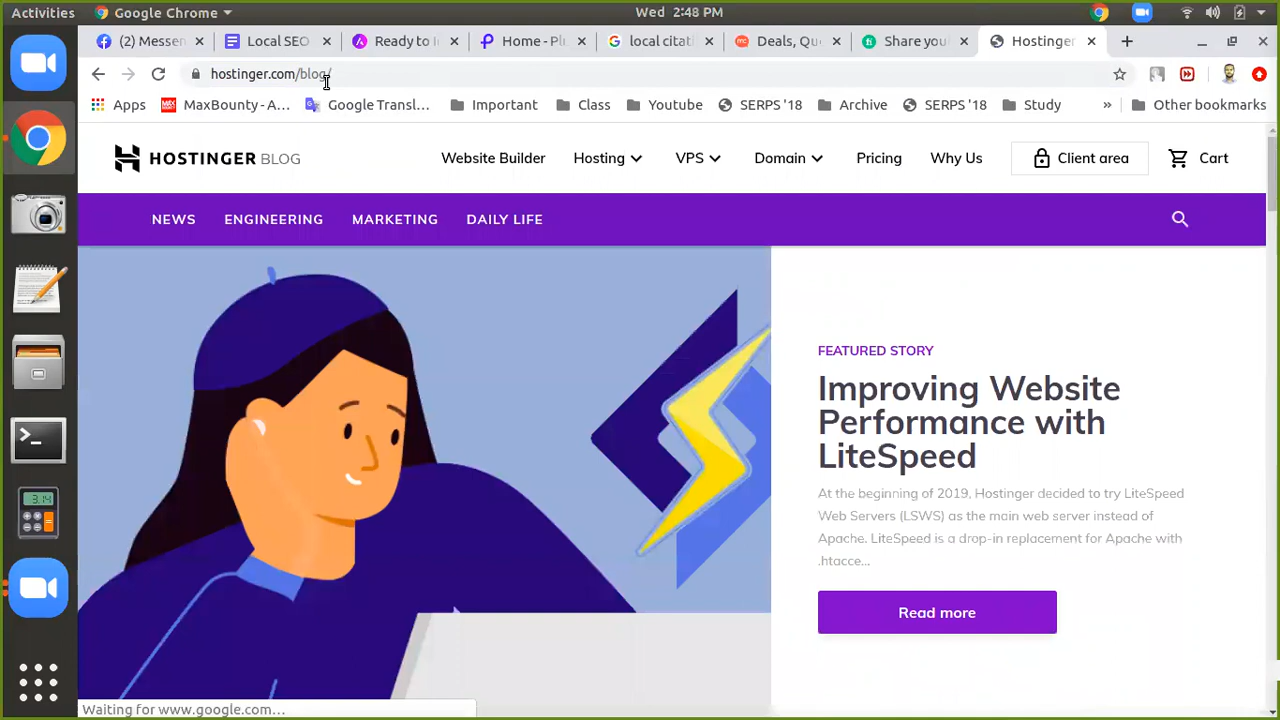 Activities
Google Chrome
Wed 2:48 PM
(2) Messen
Local SEO
Ready to I
Home - Plu
local citati
Deals, Que
Share you
Hostinger
hostinger.com/blog/
Apps
MaxBounty - A...
Google Transl...
Important
Class
Youtube
SERPS '18
Archive
SERPS '18
Study
»
Other bookmarks
HOSTINGER BLOG
Website Builder
Hosting
VPS
Domain
Pricing
Why Us
Client area
Cart
NEWS
ENGINEERING
MARKETING
DAILY LIFE
FEATURED STORY
Improving Website
Performance with
LiteSpeed
At the beginning of 2019, Hostinger decided to try LiteSpeed
Web Servers (LSWS) as the main web server instead of
Apache. LiteSpeed is a drop-in replacement for Apache with
.htacce...
Read more
3.14
Waiting for www.google.com...